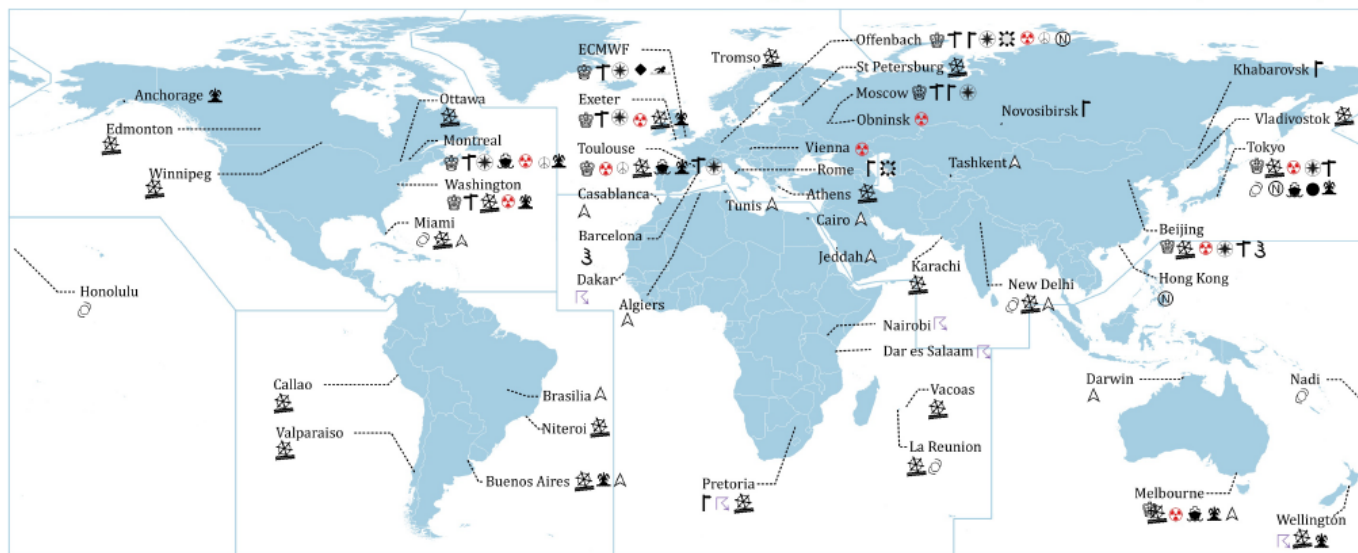 Offenbach
ECMWF
Tromso
St Petersburg
Khabarovsk
Anchorage
Exeter
Moscow
Ottawa
Novosibirsk
Vladivostok
Edmonton
Obninsk
Montreal
Tokyo
Toulouse
Vienna
Tashkent
Winnipeg
Rome
Washington
Casablanca
Athens
Tunis
Miami
Cairo
Beijing
Barcelona
Jeddah
Karachi
Dakar
New Delhi
Hong Kong
Honolulu
Algiers
Nairobi
Dar es Salaam
Callao
Darwin
Nadi
Brasilia
Vacoas
Niteroi
Valparaiso
La Reunion
Buenos Aires
Pretoria
Melbourne
Wellington